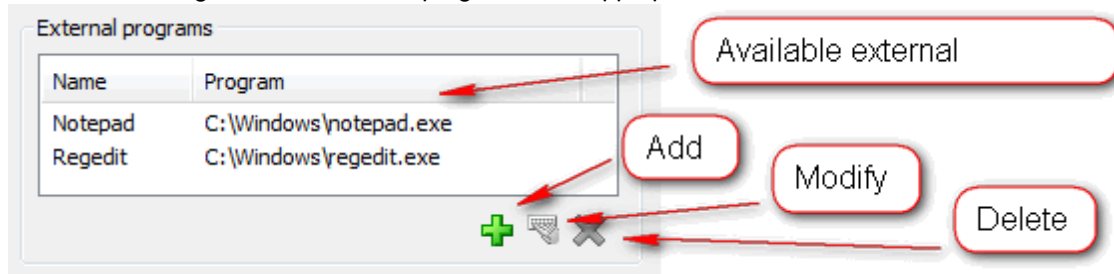 External programs
Available external
Name Program
Notepad C:\Windows\notepad.exe
Regedit C:\Windows\regedit.exe
Add
Modify
Delete